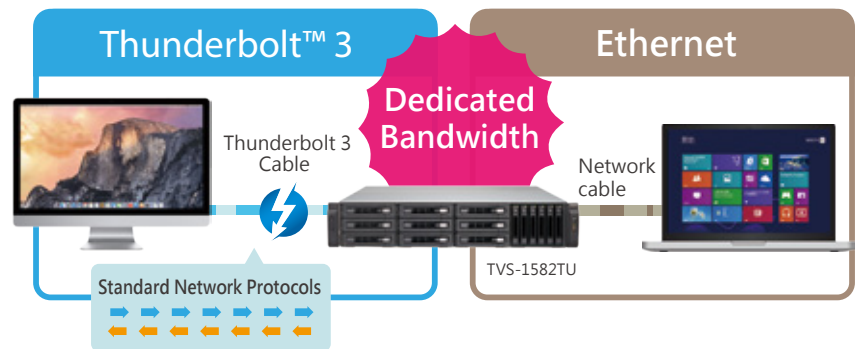 Thunderbolt™ 3
Ethernet
Dedicated
Bandwidth
Thunderbolt 3
Cable
Network
cable
TVS-1582TU
Standard Network Protocols